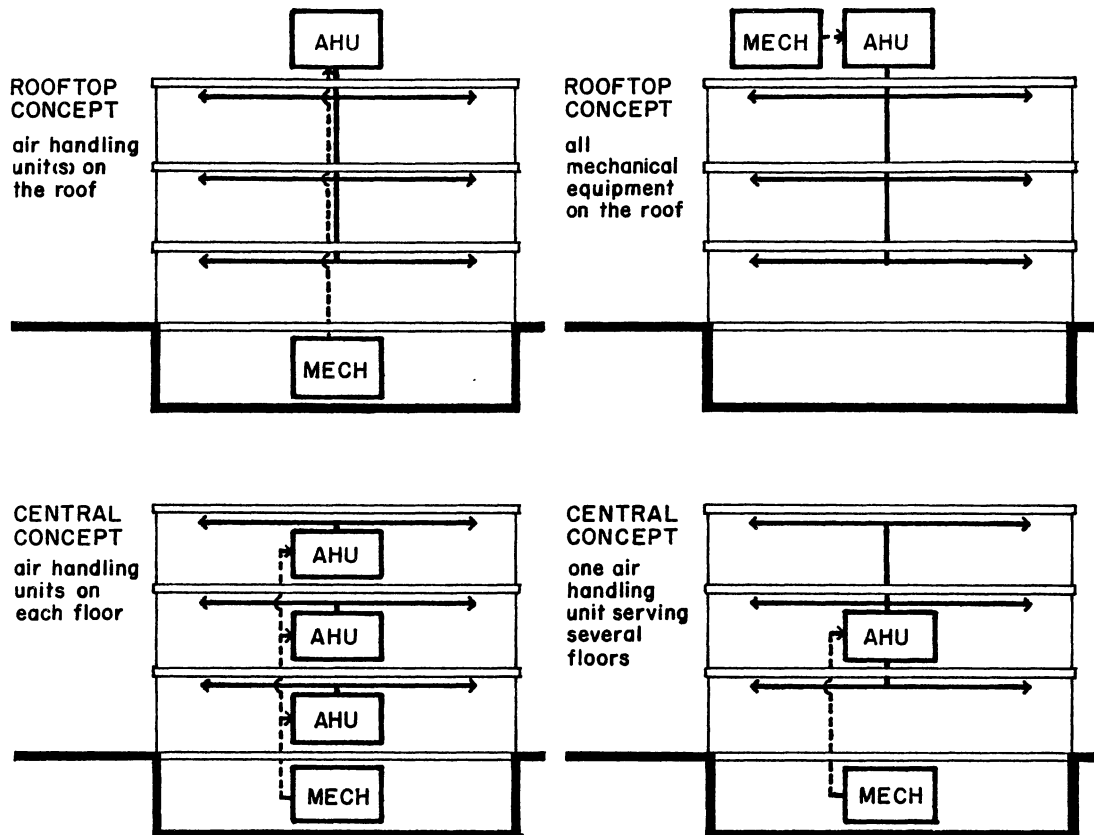 AHU
ROOFTOP
CONCEPT
air handling
unit(s) on
the roof
MECH
MECH
AHU
ROOFTOP
CONCEPT
all
mechanical
equipment
on the roof
CENTRAL
CONCEPT
air handling
units on
each floor
AHU
AHU
AHU
MECH
CENTRAL
CONCEPT
one air
handling
unit serving
several
floors
AHU
MECH